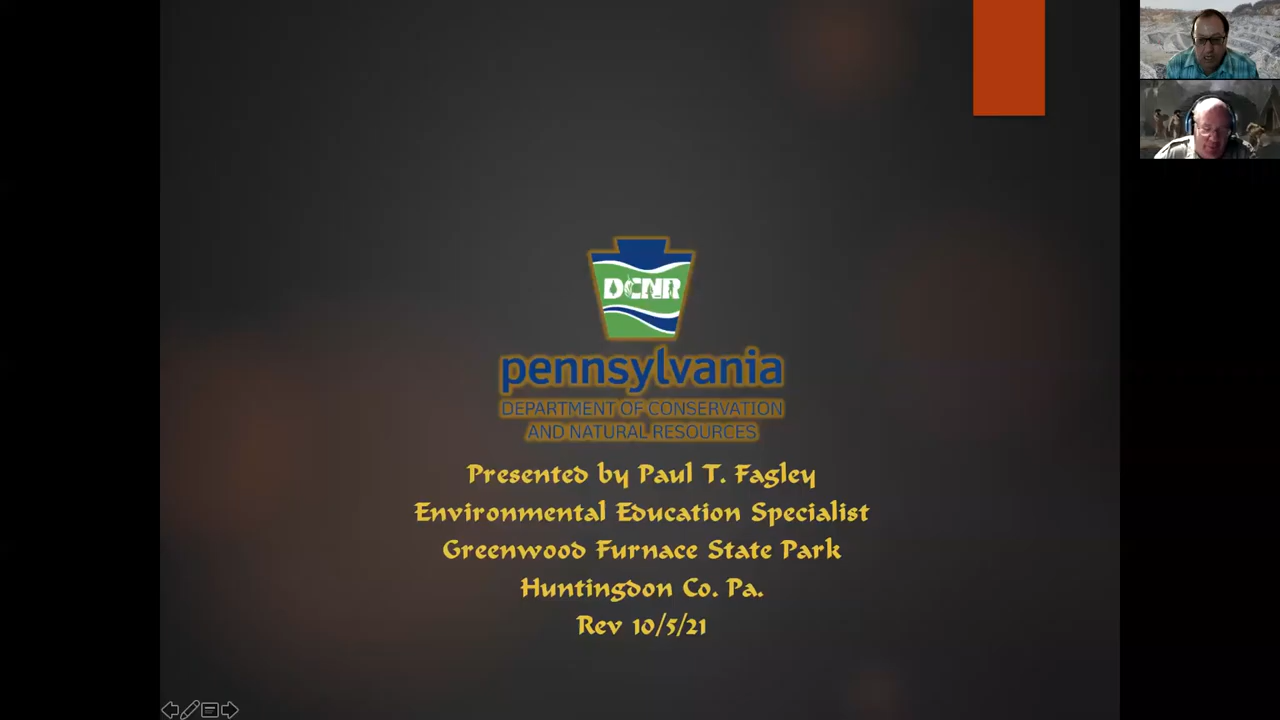 DCNR
pennsylvania
DEPARTMENT OF CONSERVATION
AND NATURAL RESOURCES
Presented by Paul T. Fagley
Environmental Education Specialist
Greenwood Furnace State Park
Huntingdon Co. Pa.
Rev 10/5/21